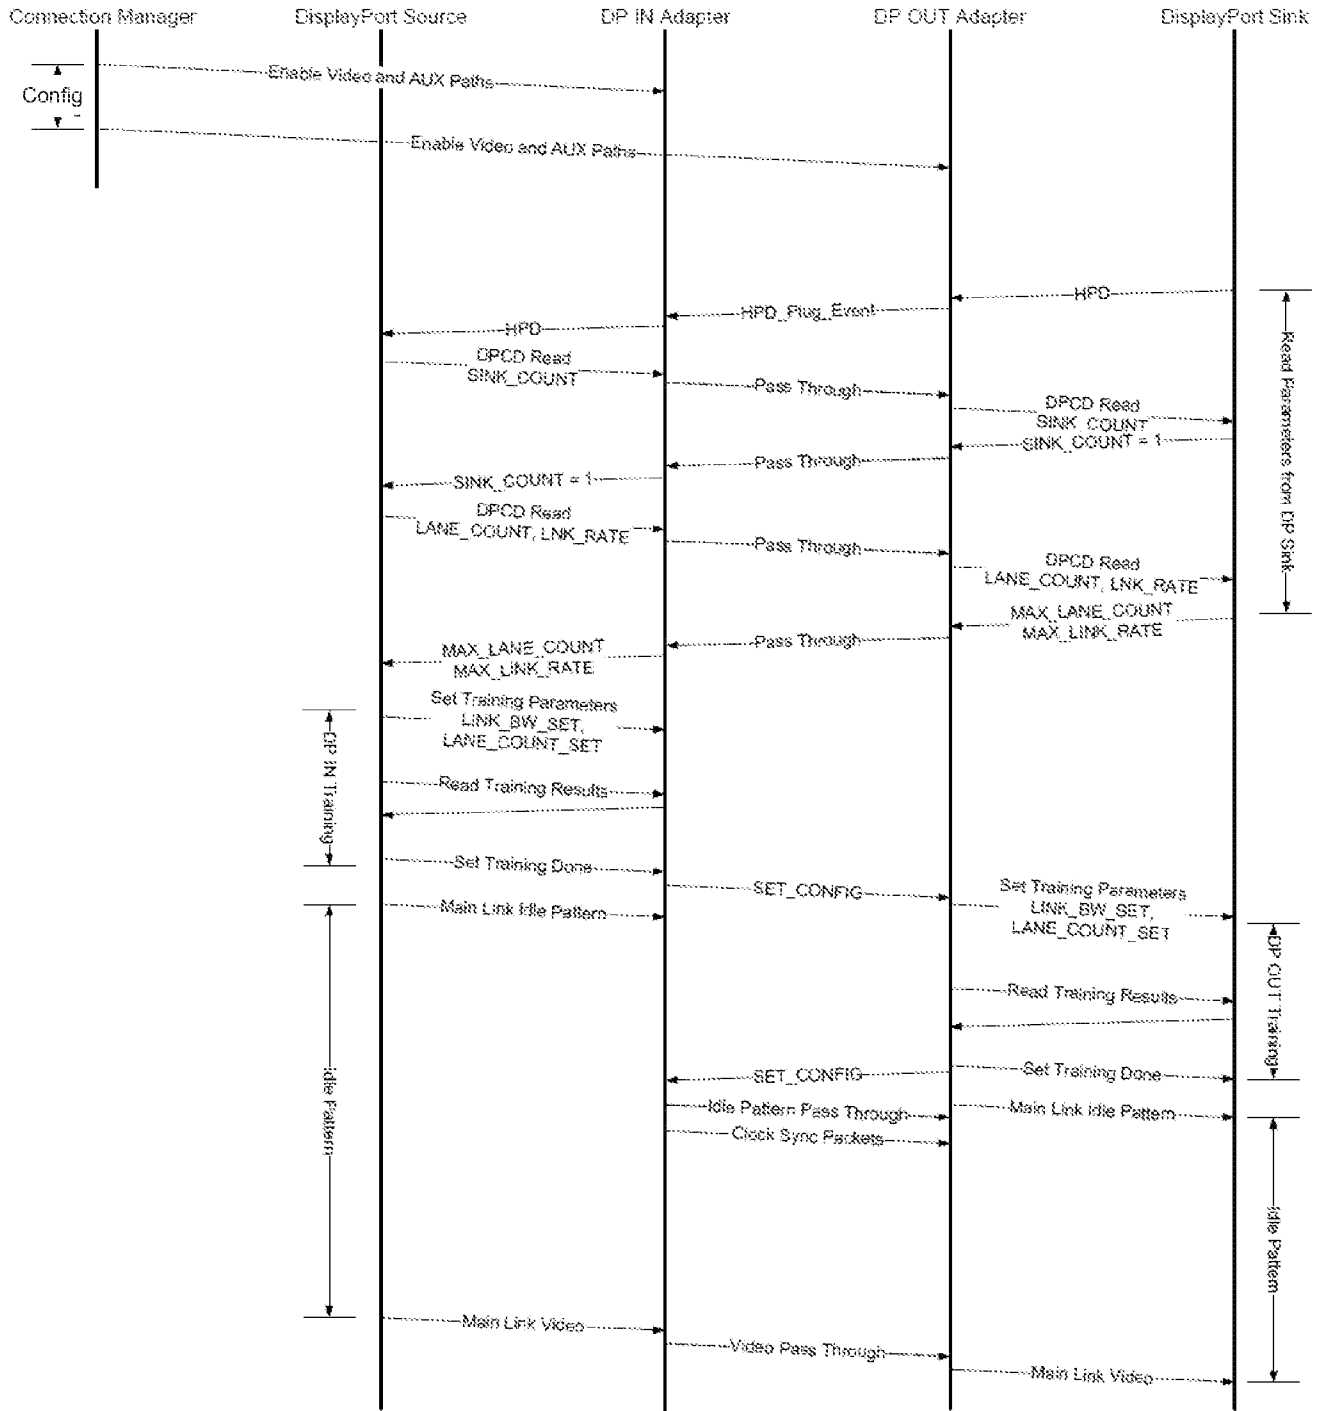 Connection Manager
DisplayPort Source
DP IN Adapter
DP OUT Adapter
DisplayPort Sink
Enable Video and AUX Paths
Config
Enable Video and AUX Paths
HPD
HPD_Plug_Event
HPD
DPCD Read
SINK_COUNT
Pass Through
DPCD Read
SINK_COUNT
SINK_COUNT = 1
Pass Through
SINK_COUNT = 1
DPCD Read
LANE_COUNT, LNK_RATE
Pass Through
DPCD Read
LANE_COUNT, LNK_RATE
MAX_LANE_COUNT
MAX_LINK_RATE
Pass Through
MAX_LANE_COUNT
MAX_LINK_RATE
Read Parameters from DP Sink
Set Training Parameters
LINK_BW_SET,
LANE_COUNT_SET
DP IN Training
Read Training Results
Set Training Done
SET_CONFIG
Set Training Parameters
LINK_BW_SET,
LANE_COUNT_SET
Main Link Idle Pattern
DP OUT Training
Read Training Results
SET_CONFIG
Set Training Done
Idle Pattern
Idle Pattern Pass Through
Main Link Idle Pattern
Clock Sync Packets
Idle Pattern
Main Link Video
Video Pass Through
Main Link Video